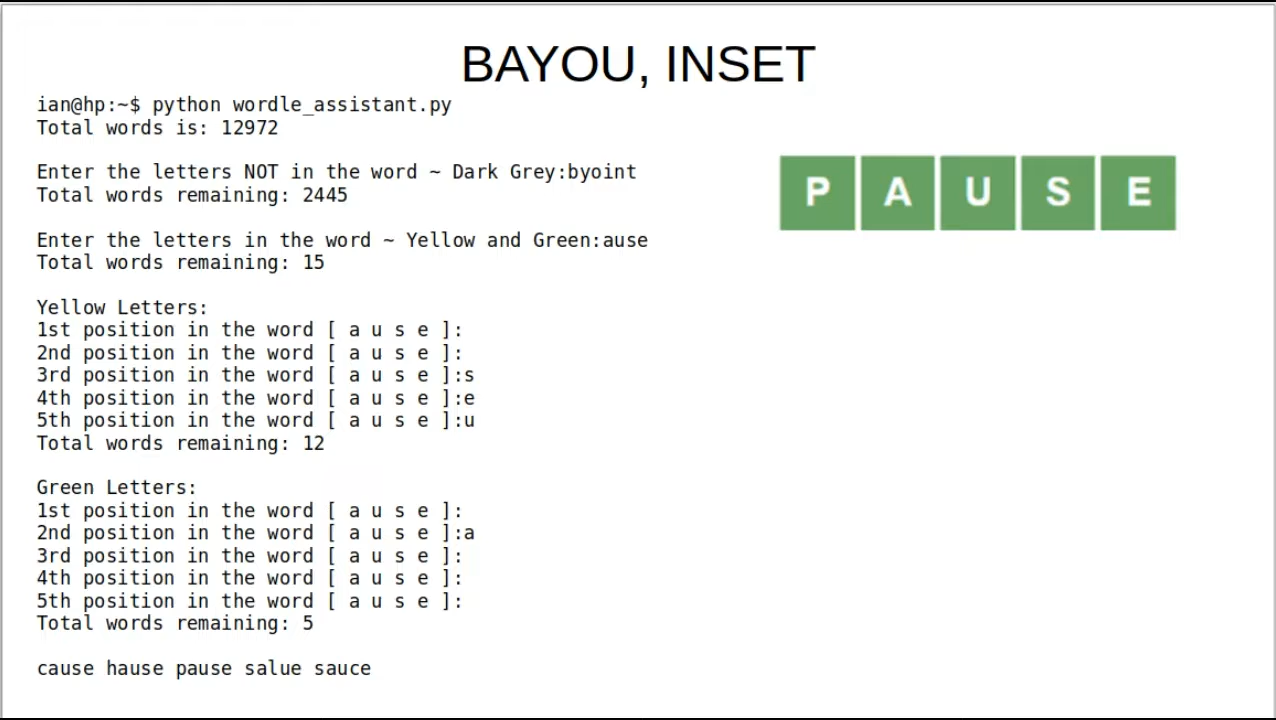 BAYOU, INSET
ian@hp:~$ python wordle_assistant.py
Total words is: 12972
Enter the letters NOT in the word ~ Dark Grey:byoint
Total words remaining: 2445
Enter the letters in the word ~ Yellow and Green:ause
Total words remaining: 15
Yellow Letters:
1st position in the word [ a u s e ]:
2nd position in the word [ a u s e ]:
3rd position in the word [ a u s e ]:s
4th position in the word [ a u s e ]:e
5th position in the word [ a u s e ]:u
Total words remaining: 12
Green Letters:
1st position in the word [ a u s e ]:
2nd position in the word [ a u s e ]:a
3rd position in the word [ a u s e ]:
4th position in the word [ a u s e ]:
5th position in the word [ a u s e ]:
Total words remaining: 5
cause hause pause salue sauce
P A U S E